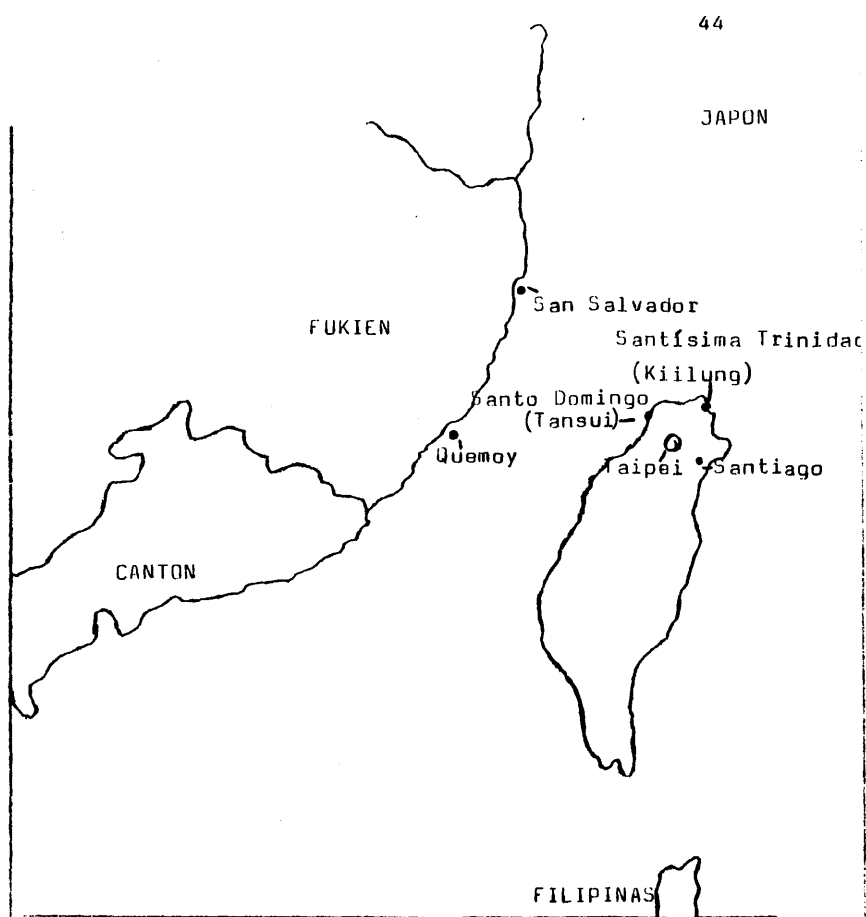 44
JAPON
San Salvador
FUKIEN
Santísima Trinidad
(Kiilung)
Santo Domingo
(Tansui)
Quemoy
Taipei
Santiago
CANTON
FILIPINAS